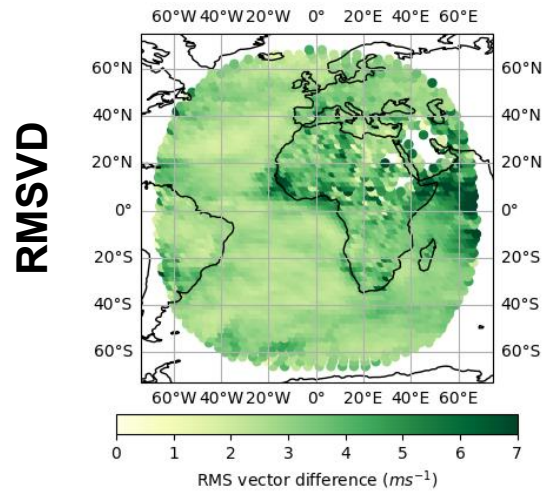 60°W 40°W 20°W 0° 20°E 40°E 60°E
RMSVD
60°N 60°N
40°N 40°N
20°N 20°N
0° 0°
20°S 20°S
40°S 40°S
60°S 60°S
60°W 40°W 20°W 0° 20°E 40°E 60°E
0 1 2 3 4 5 6 7
RMS vector difference (ms⁻¹)